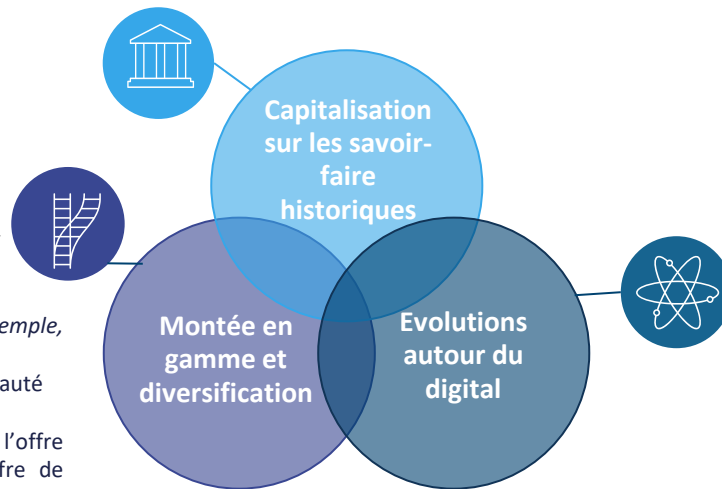 Capitalisation
sur les savoir-
faire
historiques
Montée en
gamme et
diversification
Evolutions
autour du
digital
emple,
auté
l'offre
fre de